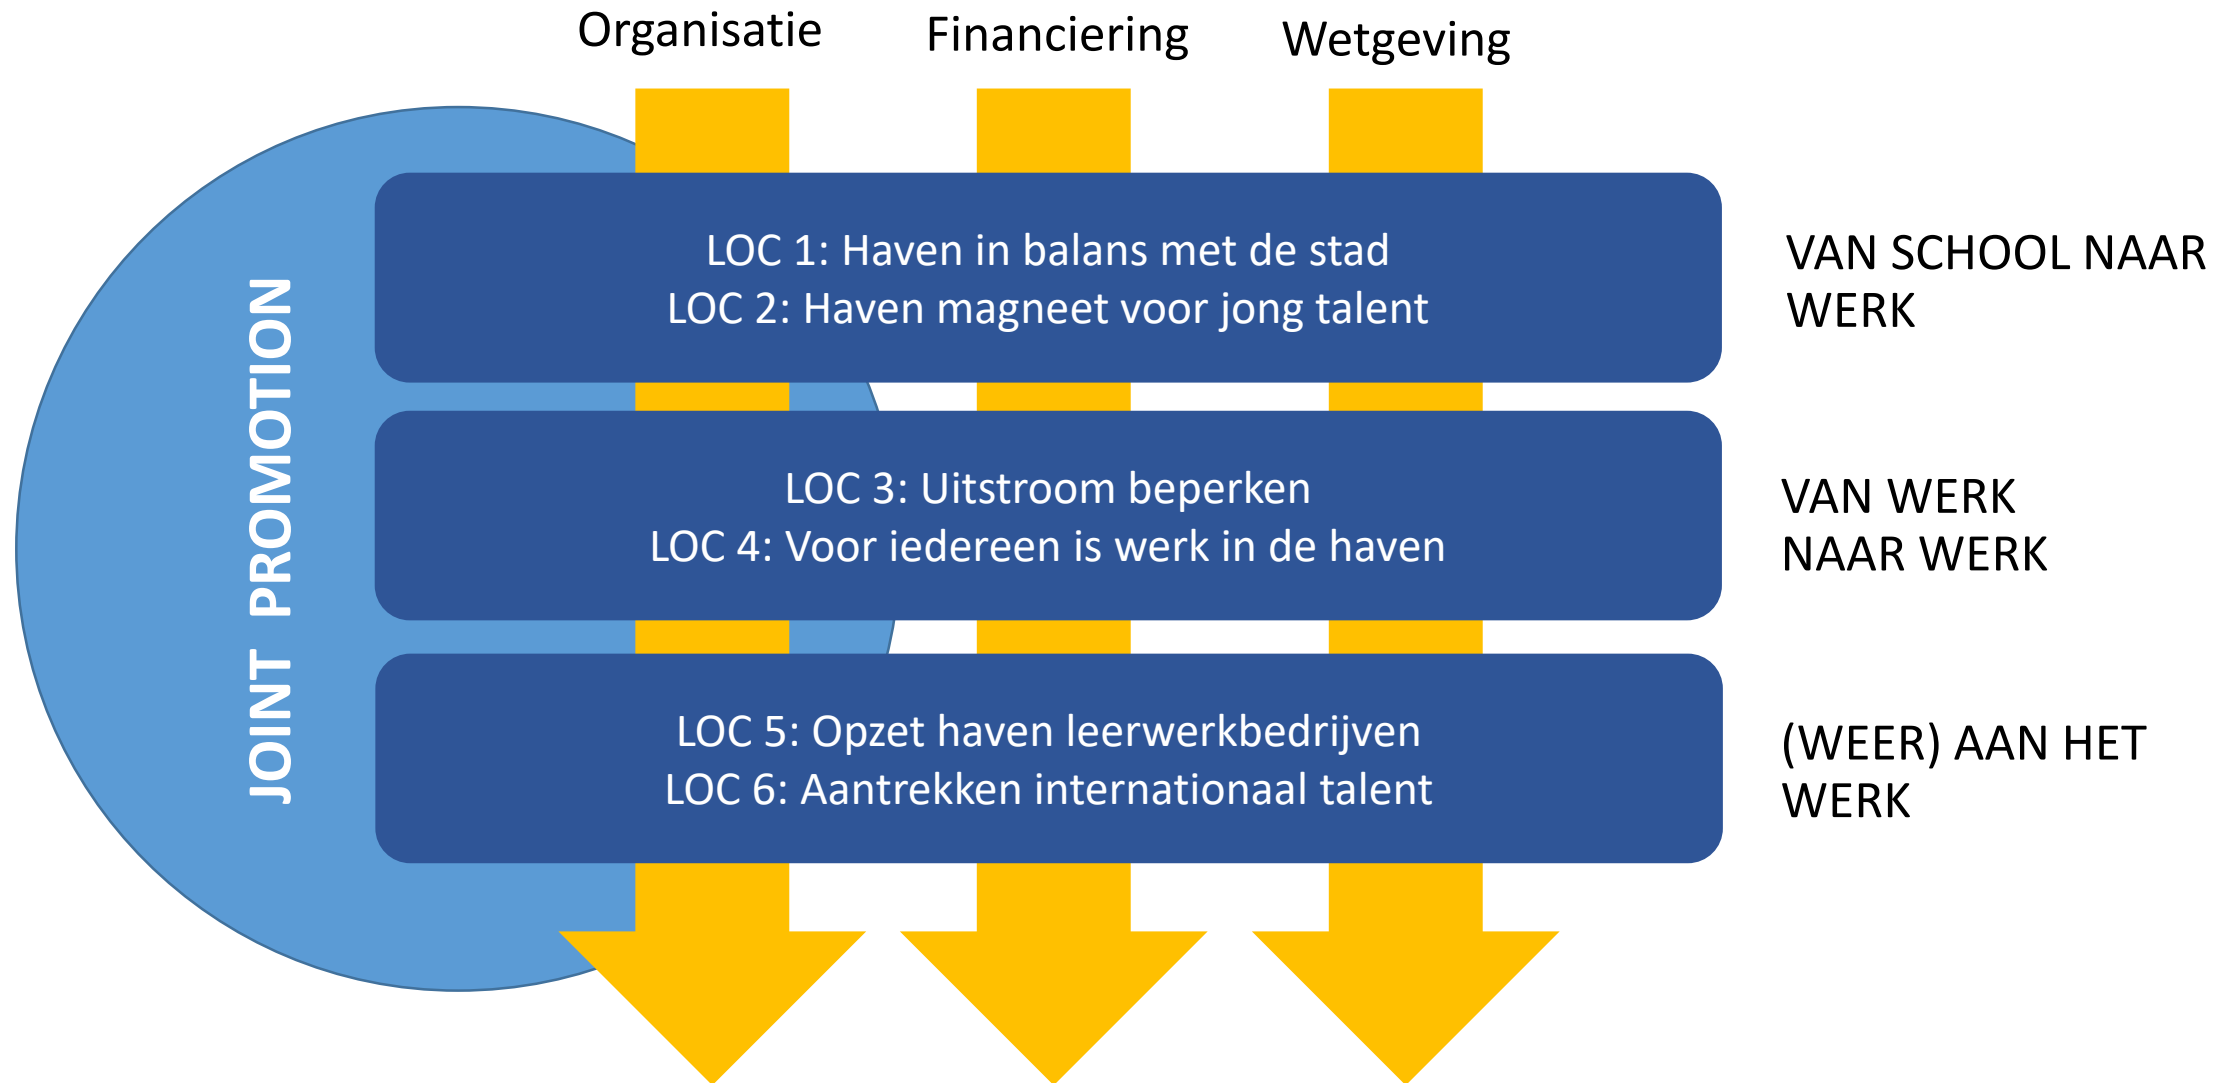 Organisatie
Financiering
Wetgeving
JOINT PROMOTION
LOC 1: Haven in balans met de stad
LOC 2: Haven magneet voor jong talent
VAN SCHOOL NAAR
WERK
LOC 3: Uitstroom beperken
LOC 4: Voor iedereen is werk in de haven
VAN WERK
NAAR WERK
LOC 5: Opzet haven leerwerkbedrijven
LOC 6: Aantrekken internationaal talent
(WEER) AAN HET
WERK